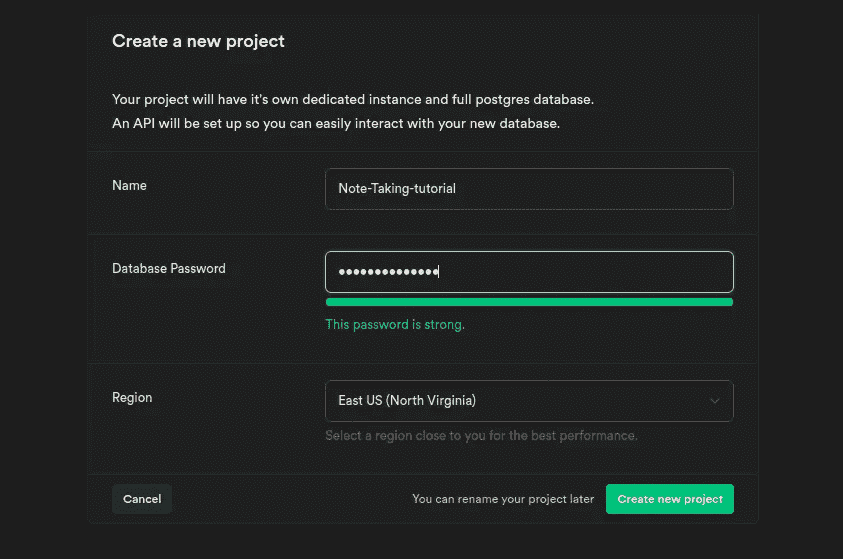 Create a new project
Your project will have it's own dedicated instance and full postgres database.
An API will be set up so you can easily interact with your new database.
Name
Note-Taking-tutorial
Database Password
••••••••••••••
This password is strong.
Region
East US (North Virginia)
Select a region close to you for the best performance.
Cancel
You can rename your project later
Create new project